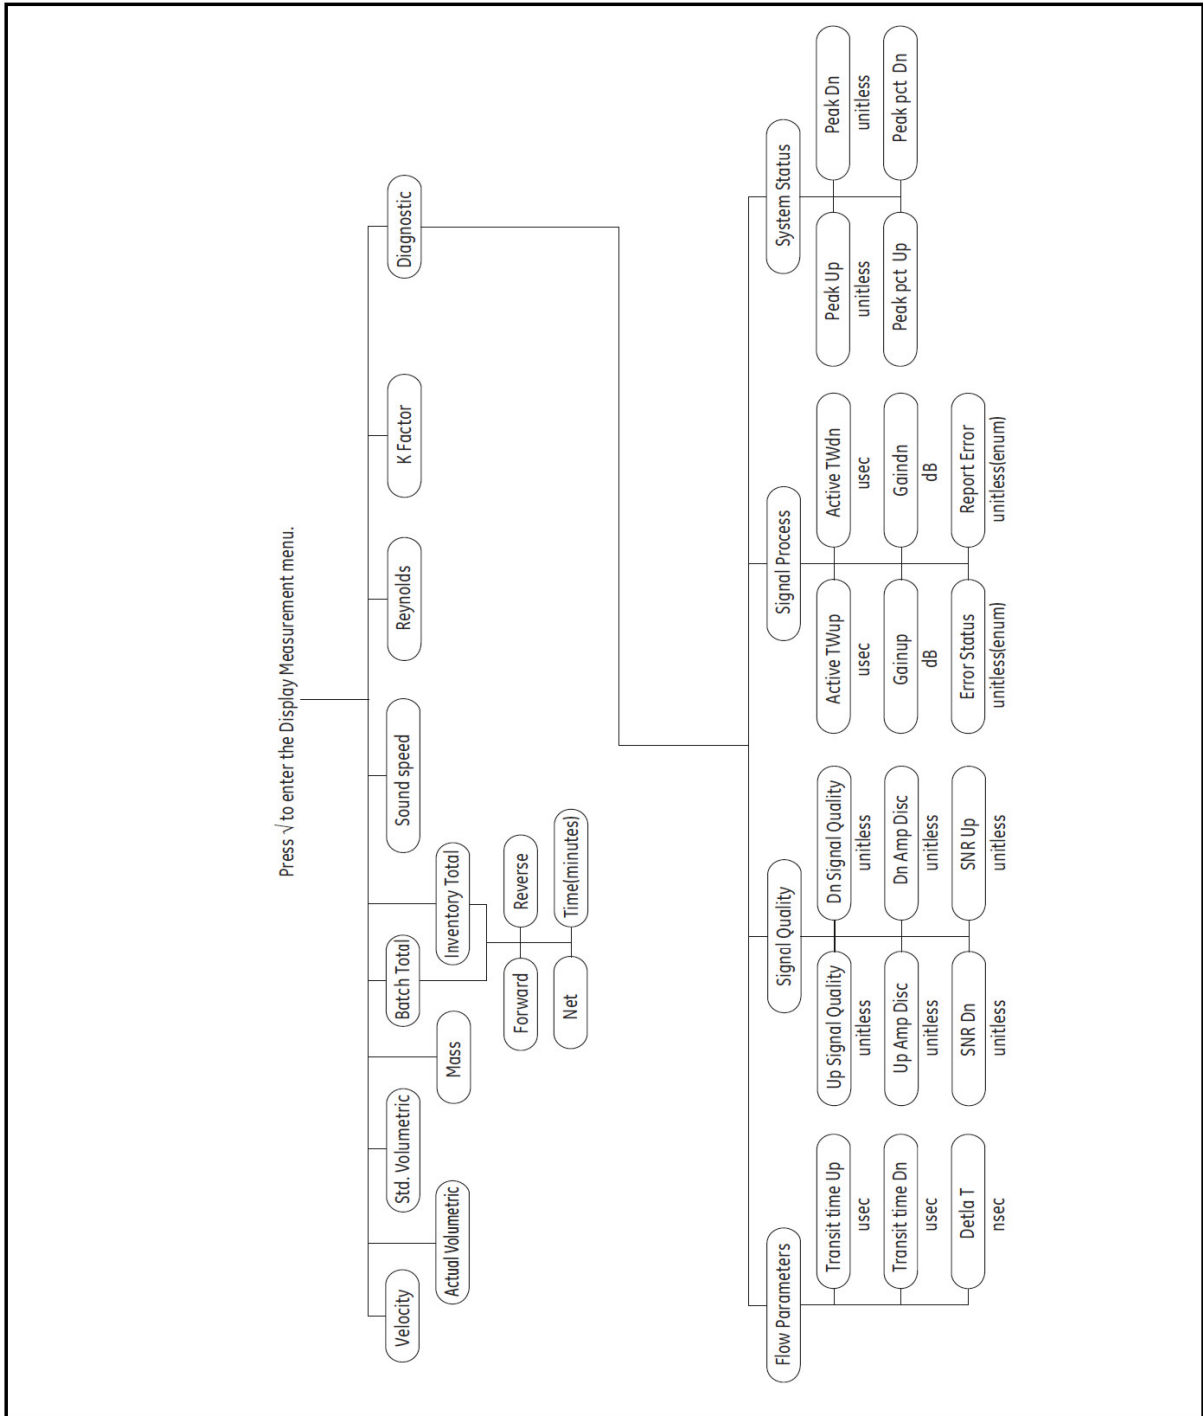 Press √ to enter the Display Measurement menu.
Velocity
Actual Volumetric
Std. Volumetric
Mass
Batch Total
Inventory Total
Forward
Reverse
Net
Time(minutes)
Sound speed
Reynolds
K Factor
Diagnostic
Flow Parameters
Transit time Up
usec
Transit time Dn
usec
Detla T
nsec
Signal Quality
Up Signal Quality
unitless
Dn Signal Quality
unitless
Up Amp Disc
unitless
Dn Amp Disc
unitless
SNR Dn
unitless
SNR Up
unitless
Signal Process
Active TWup
usec
Active TWdn
usec
Gainup
dB
Gaindn
dB
Error Status
unitless(enum)
Report Error
unitless(enum)
System Status
Peak Up
unitless
Peak Dn
unitless
Peak pct Up
Peak pct Dn